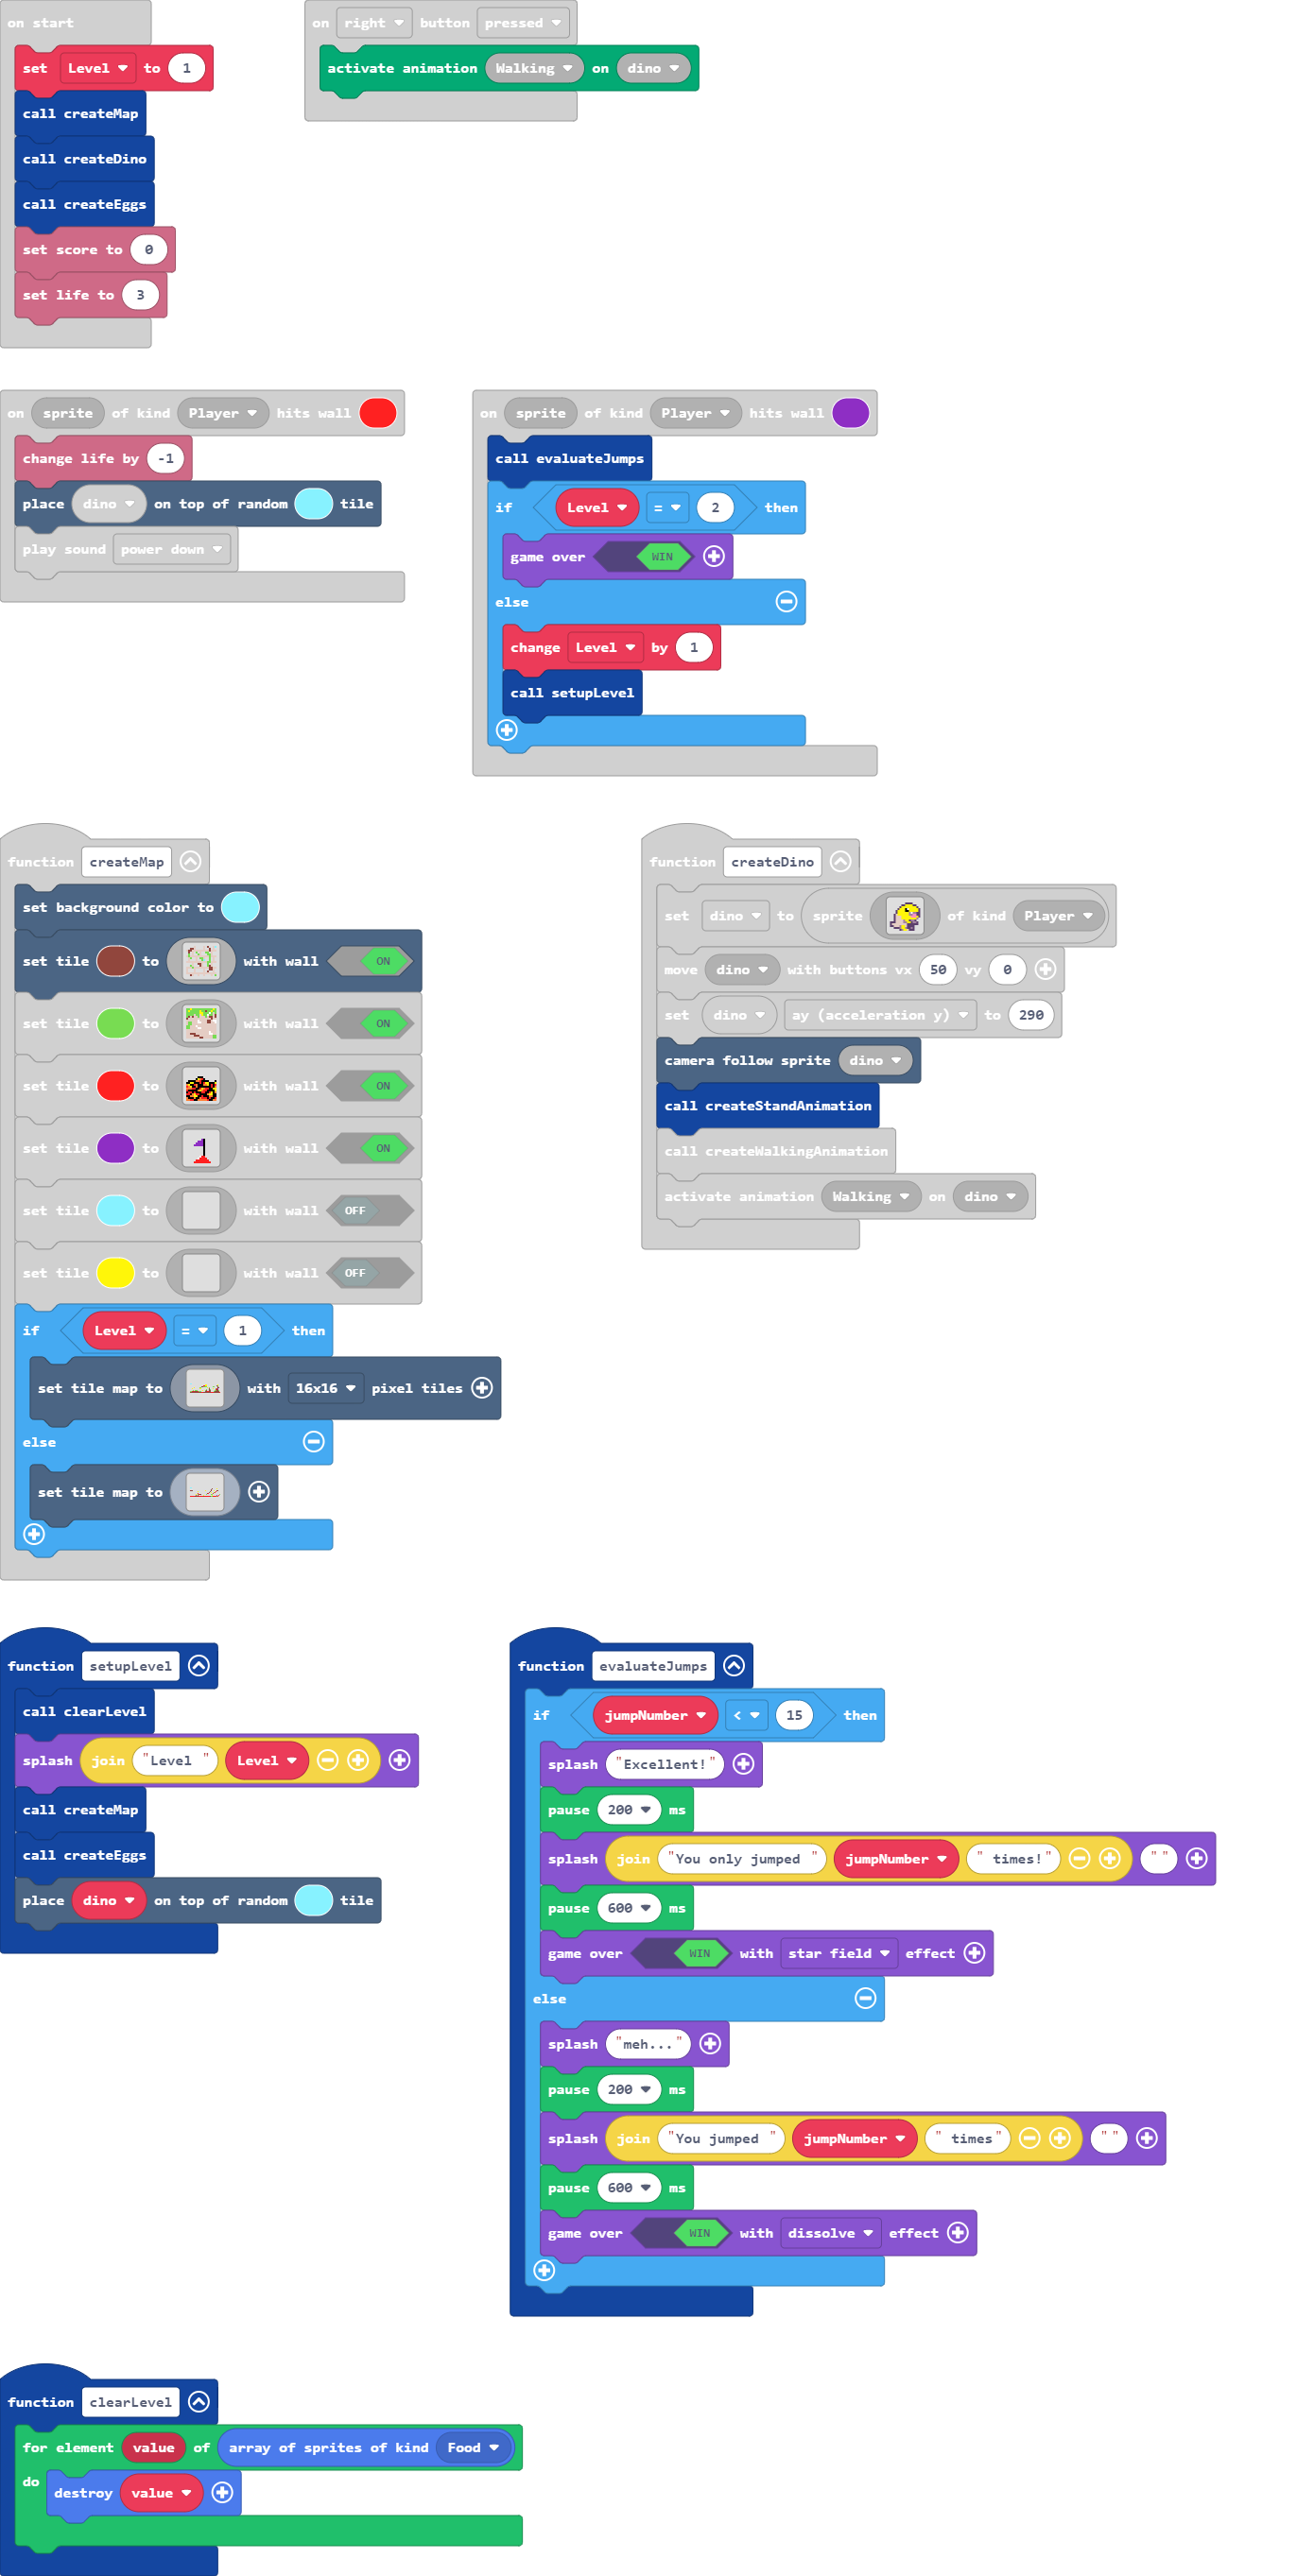 on start
set Level to 1
call createMap
call createDino
call createEggs
set score to 0
set life to 3
on right button pressed
activate animation Walking on dino
on sprite of kind Player hits wall
change life by -1
place dino on top of random tile
play sound power down
on sprite of kind Player hits wall
call evaluateJumps
if Level = 2 then
game over WIN
else
change Level by 1
call setupLevel
function createMap
set background color to
set tile to with wall ON
set tile to with wall ON
set tile to with wall ON
set tile to with wall ON
set tile to with wall OFF
set tile to with wall OFF
if Level = 1 then
set tile map to with 16x16 pixel tiles
else
set tile map to
function createDino
set dino to sprite of kind Player
move dino with buttons vx 50 vy 0
set dino ay (acceleration y) to 290
camera follow sprite dino
call createStandAnimation
call createWalkingAnimation
activate animation Walking on dino
function setupLevel
call clearLevel
splash join "Level " Level
call createMap
call createEggs
place dino on top of random tile
function evaluateJumps
if jumpNumber < 15 then
splash "Excellent!"
pause 200 ms
splash join "You only jumped " jumpNumber " times!" ""
pause 600 ms
game over WIN with star field effect
else
splash "meh..."
pause 200 ms
splash join "You jumped " jumpNumber " times" ""
pause 600 ms
game over WIN with dissolve effect
function clearLevel
for element value of array of sprites of kind Food
do destroy value